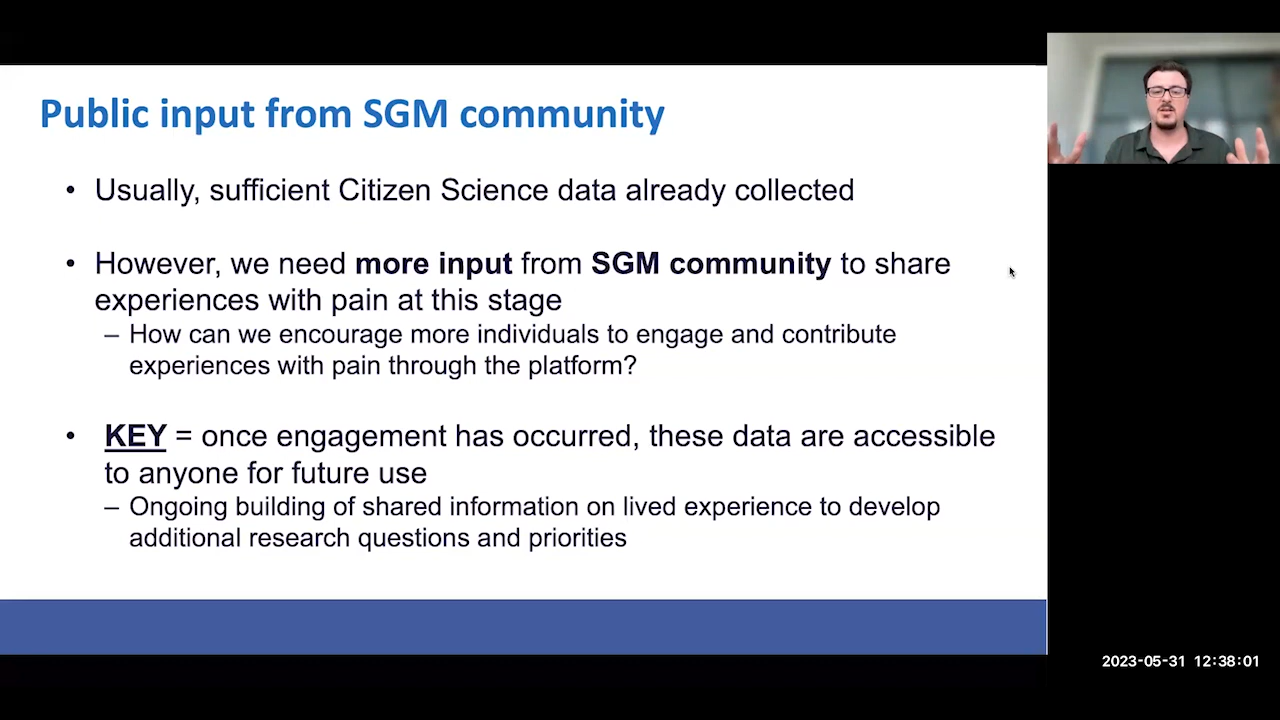 Public input from SGM community
• Usually, sufficient Citizen Science data already collected
• However, we need more input from SGM community to share
experiences with pain at this stage
– How can we encourage more individuals to engage and contribute
experiences with pain through the platform?
• KEY = once engagement has occurred, these data are accessible
to anyone for future use
– Ongoing building of shared information on lived experience to develop
additional research questions and priorities
2023-05-31 12:38:01